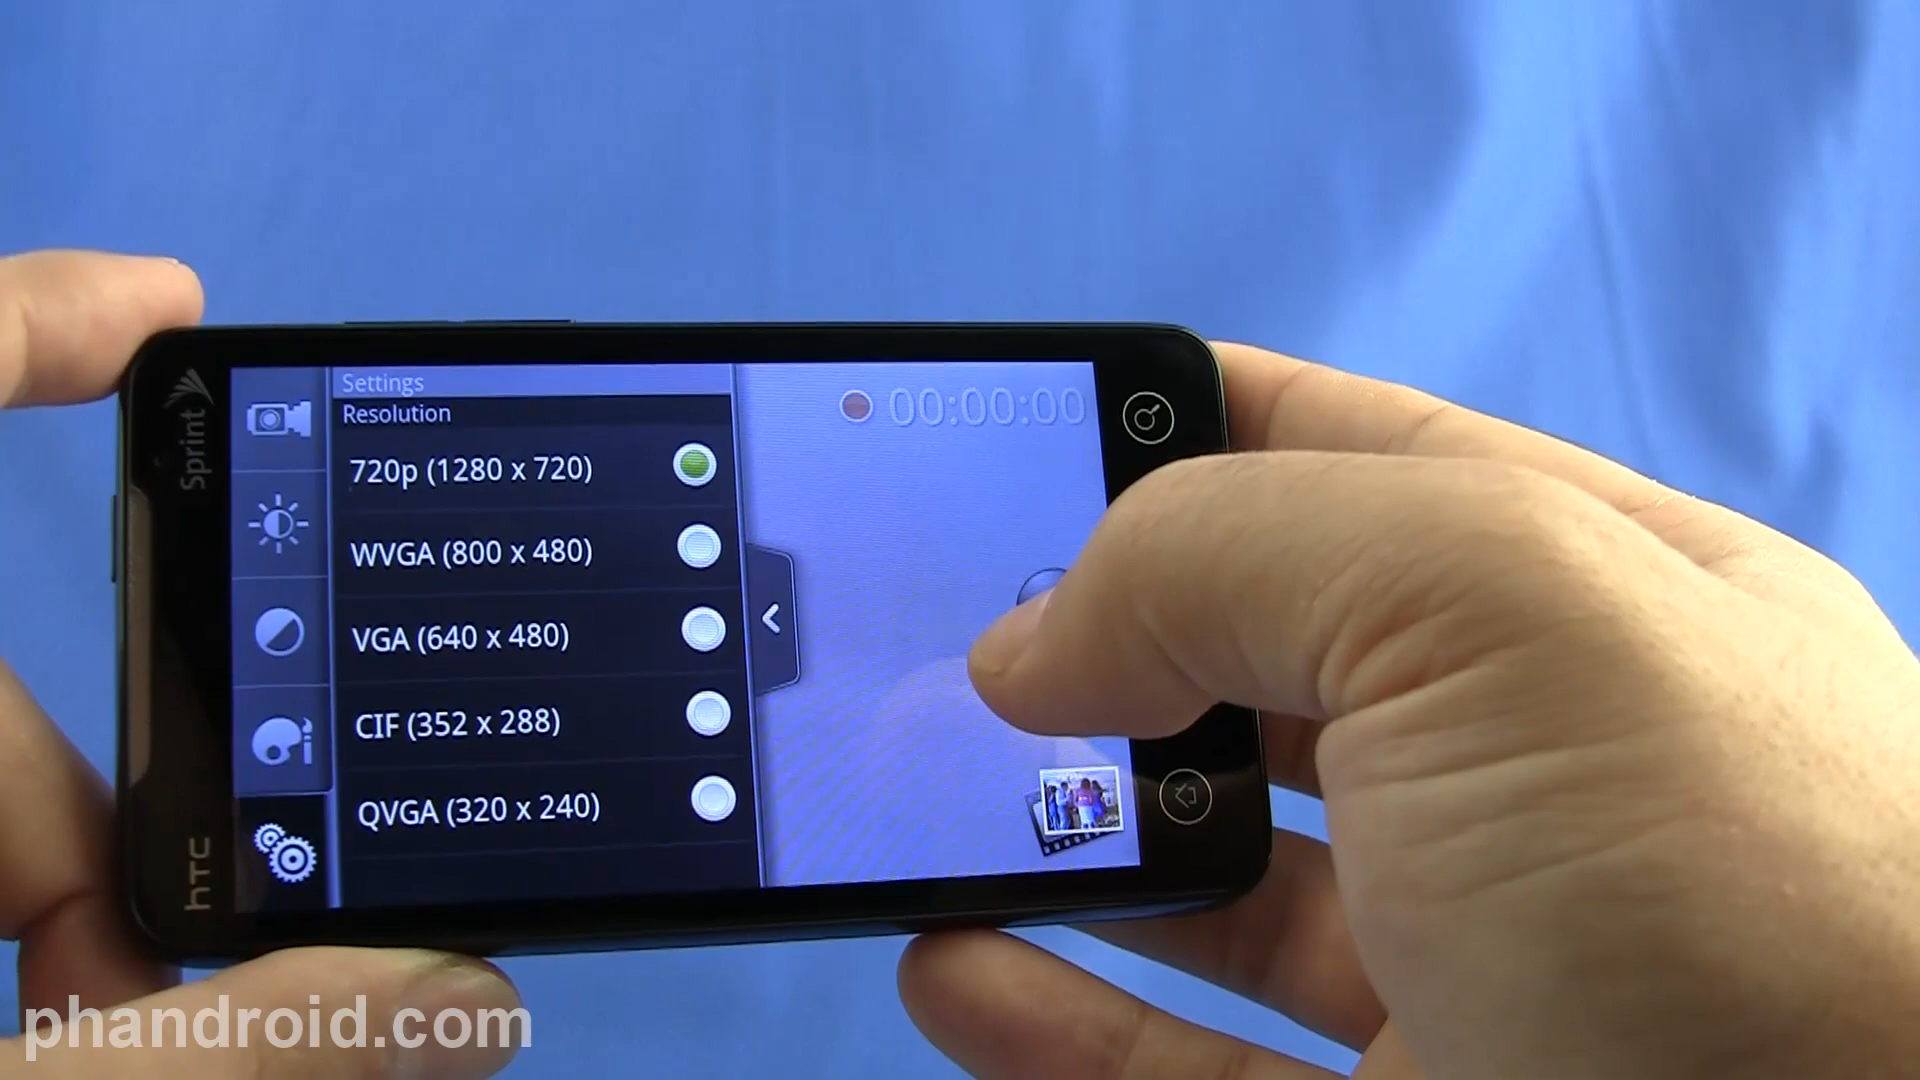 Sprint
hTC
Settings
Resolution
720p (1280 x 720)
WVGA (800 x 480)
VGA (640 x 480)
CIF (352 x 288)
QVGA (320 x 240)
00:00:00
phandroid.com